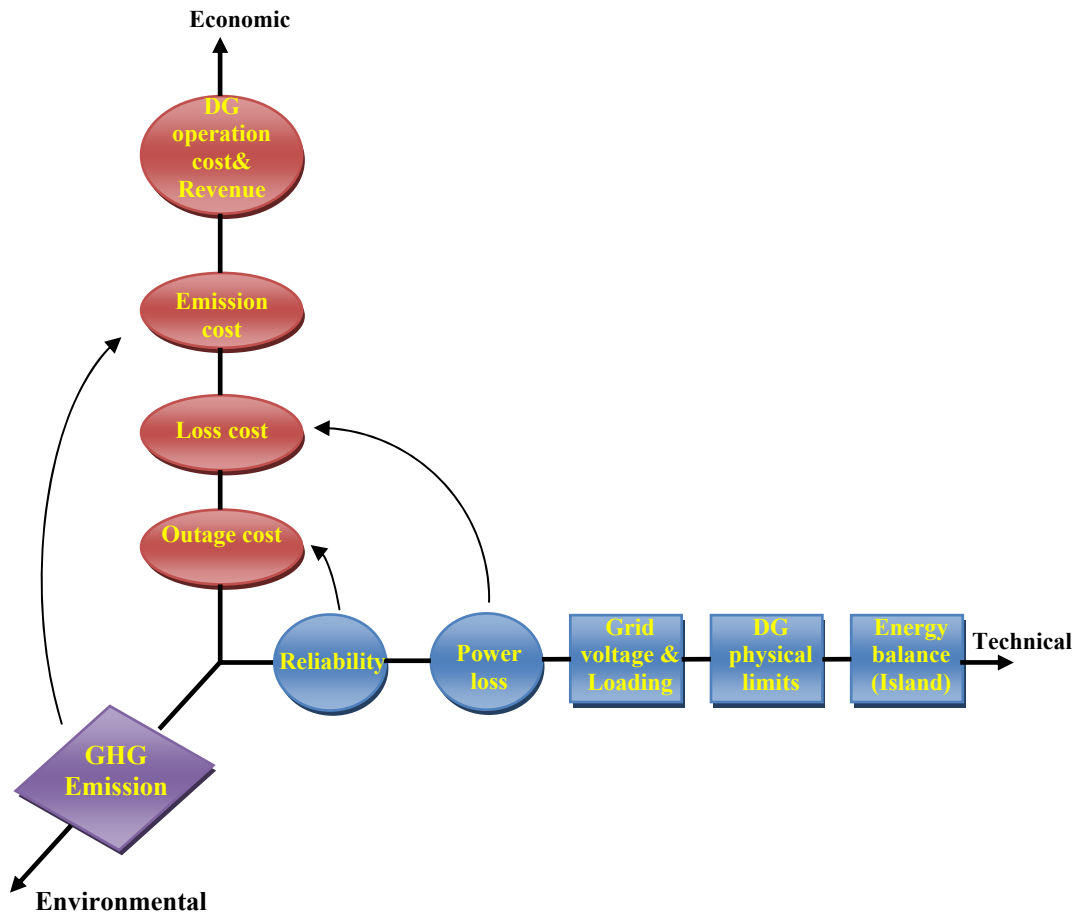 Economic
DG
operation
cost&
Revenue
Emission
cost
Loss cost
Outage cost
Reliability
Power
loss
Grid
voltage &
Loading
DG
physical
limits
Energy
balance
(Island)
Technical
GHG
Emission
Environmental